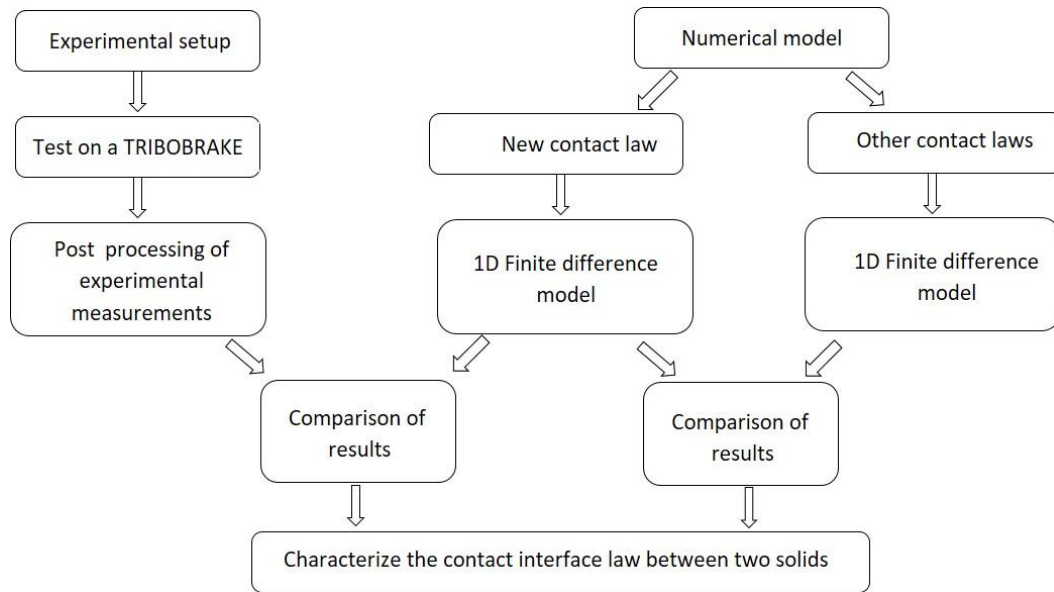 Experimental setup
Numerical model
Test on a TRIBOBRAKE
New contact law
Other contact laws
Post processing of
experimental
measurements
1D Finite difference
model
1D Finite difference
model
Comparison of
results
Comparison of
results
Characterize the contact interface law between two solids